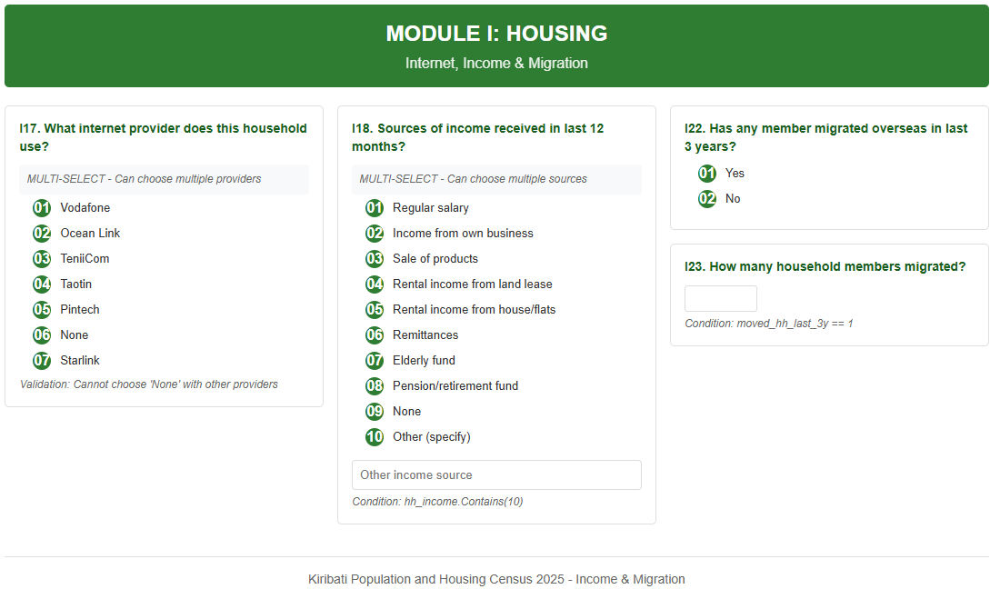 MODULE I: HOUSING
Internet, Income & Migration
I17. What internet provider does this household
use?
MULTI-SELECT - Can choose multiple providers
01 Vodafone
02 Ocean Link
03 TeniiCom
04 Taotin
05 Pintech
06 None
07 Starlink
Validation: Cannot choose 'None' with other providers
I18. Sources of income received in last 12
months?
MULTI-SELECT - Can choose multiple sources
01 Regular salary
02 Income from own business
03 Sale of products
04 Rental income from land lease
05 Rental income from house/flats
06 Remittances
07 Elderly fund
08 Pension/retirement fund
09 None
10 Other (specify)
Other income source
Condition: hh_income.Contains(10)
I22. Has any member migrated overseas in last
3 years?
01 Yes
02 No
I23. How many household members migrated?
Condition: moved_hh_last_3y == 1
Kiribati Population and Housing Census 2025 - Income & Migration